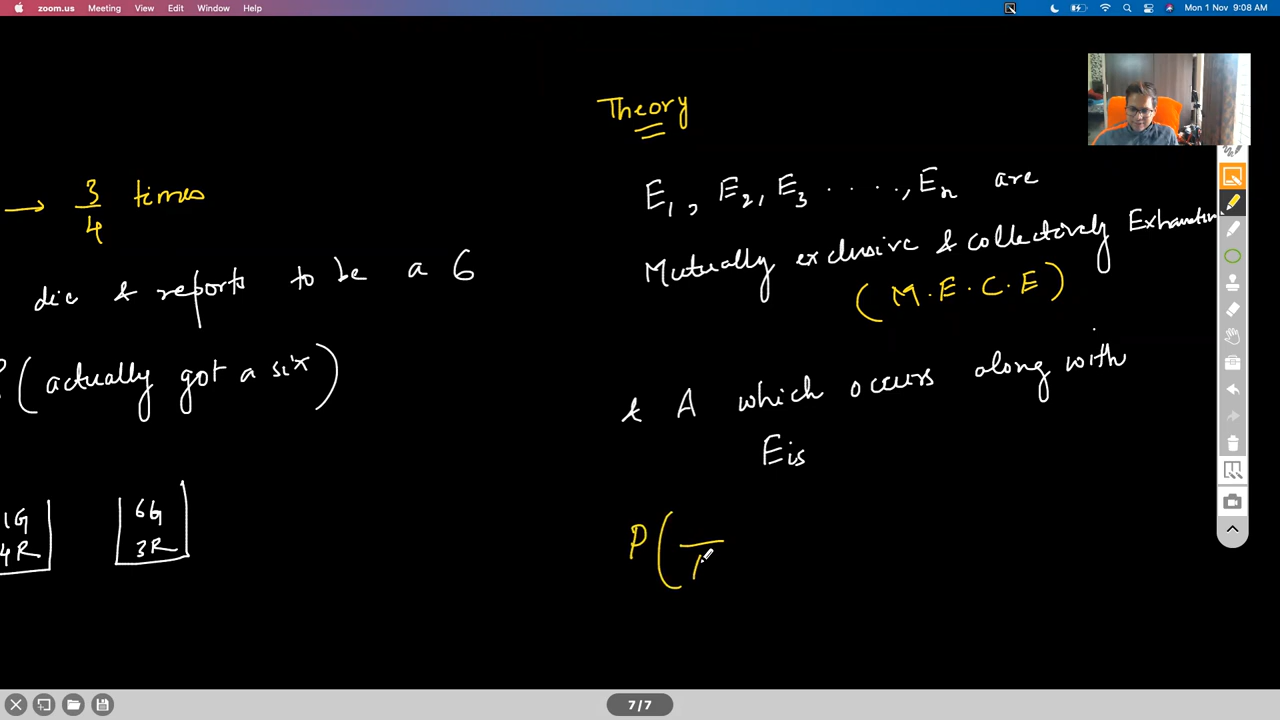 zoom.us Meeting View Edit Window Help
Mon 1 Nov 9:08 AM
Theory
E1, E2, E3 ....., En are
Mutually exclusive & collectively
(M.E.C.E)
& A which occurs along with
Eis
P(
→ 3/4 times
die & reports to be a 6
(actually got a six)
1G
4R
6G
3R
7/7